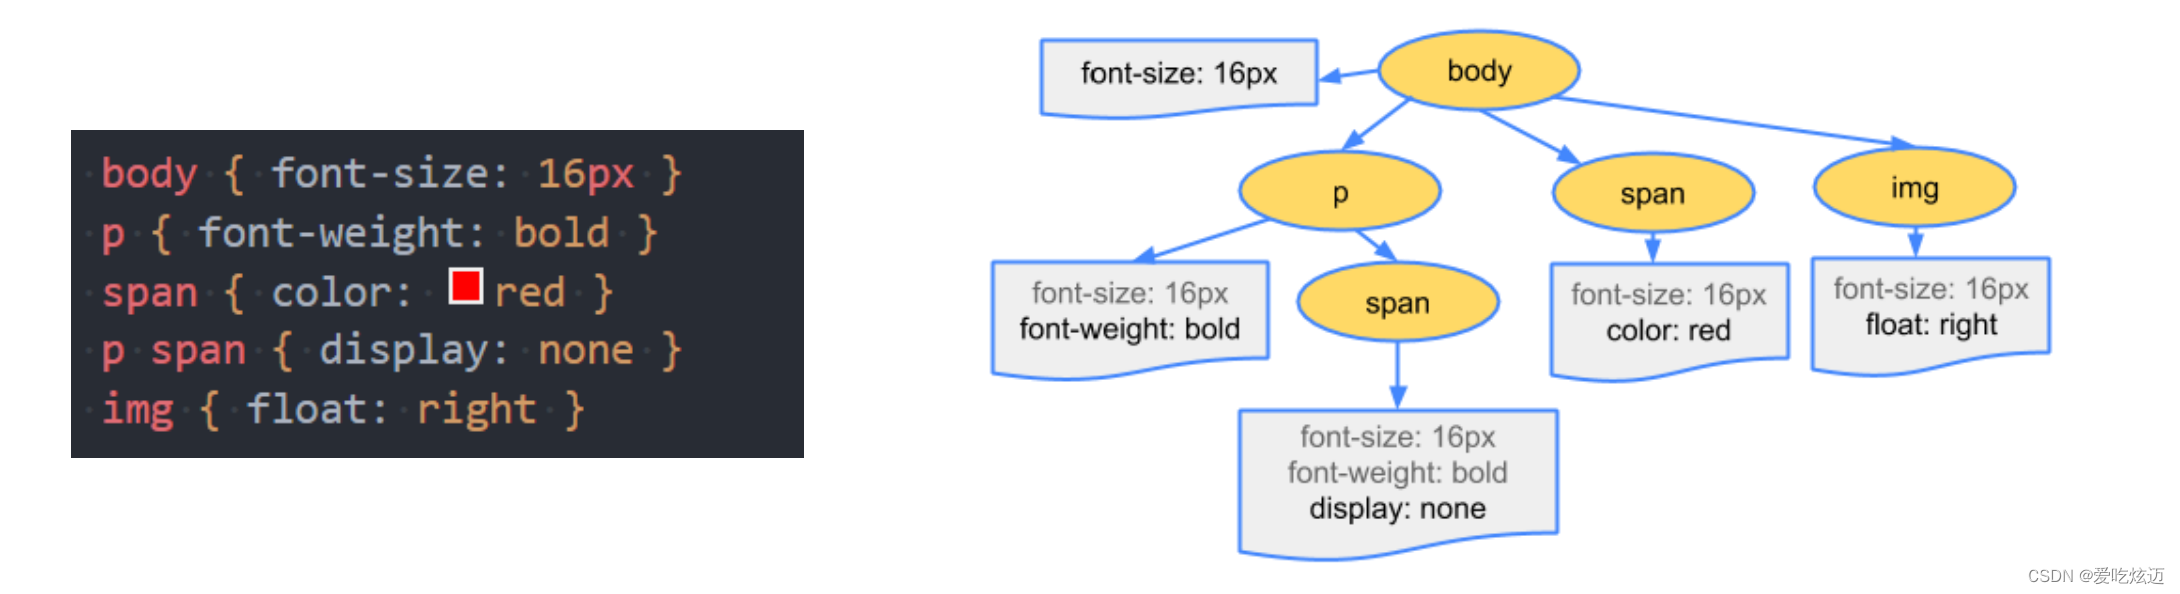 body { font-size: 16px }
p { font-weight: bold }
span { color: red }
p span { display: none }
img { float: right }
font-size: 16px
body
p
span
img
font-size: 16px
font-weight: bold
span
font-size: 16px
color: red
font-size: 16px
float: right
font-size: 16px
font-weight: bold
display: none
CSDN @爱吃炫迈